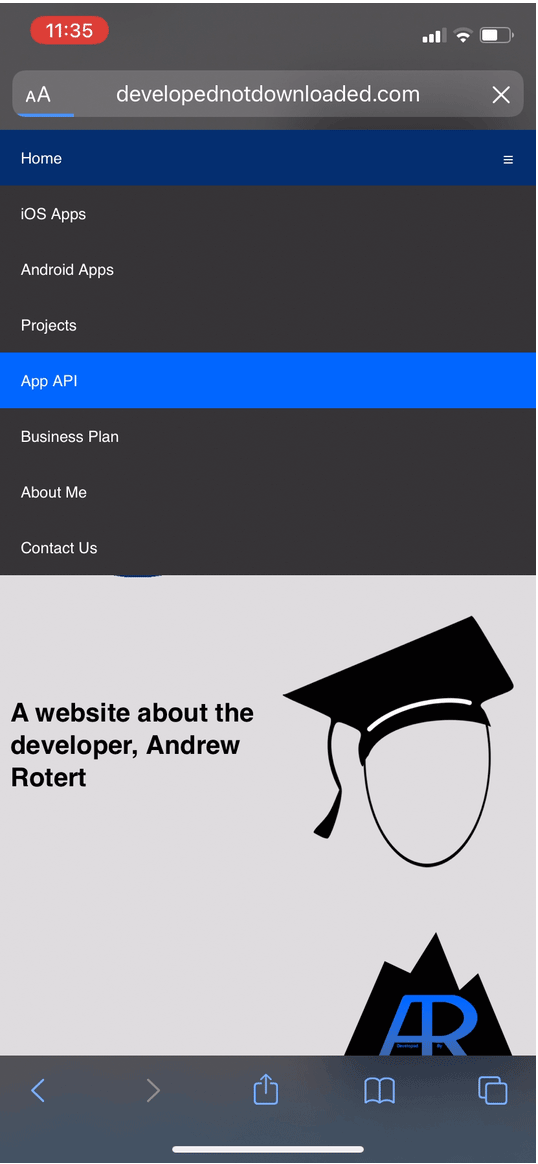 11:35
AA developednotdownloaded.com
Home
iOS Apps
Android Apps
Projects
App API
Business Plan
About Me
Contact Us
A website about the
developer, Andrew
Rotert
AR
Developed By